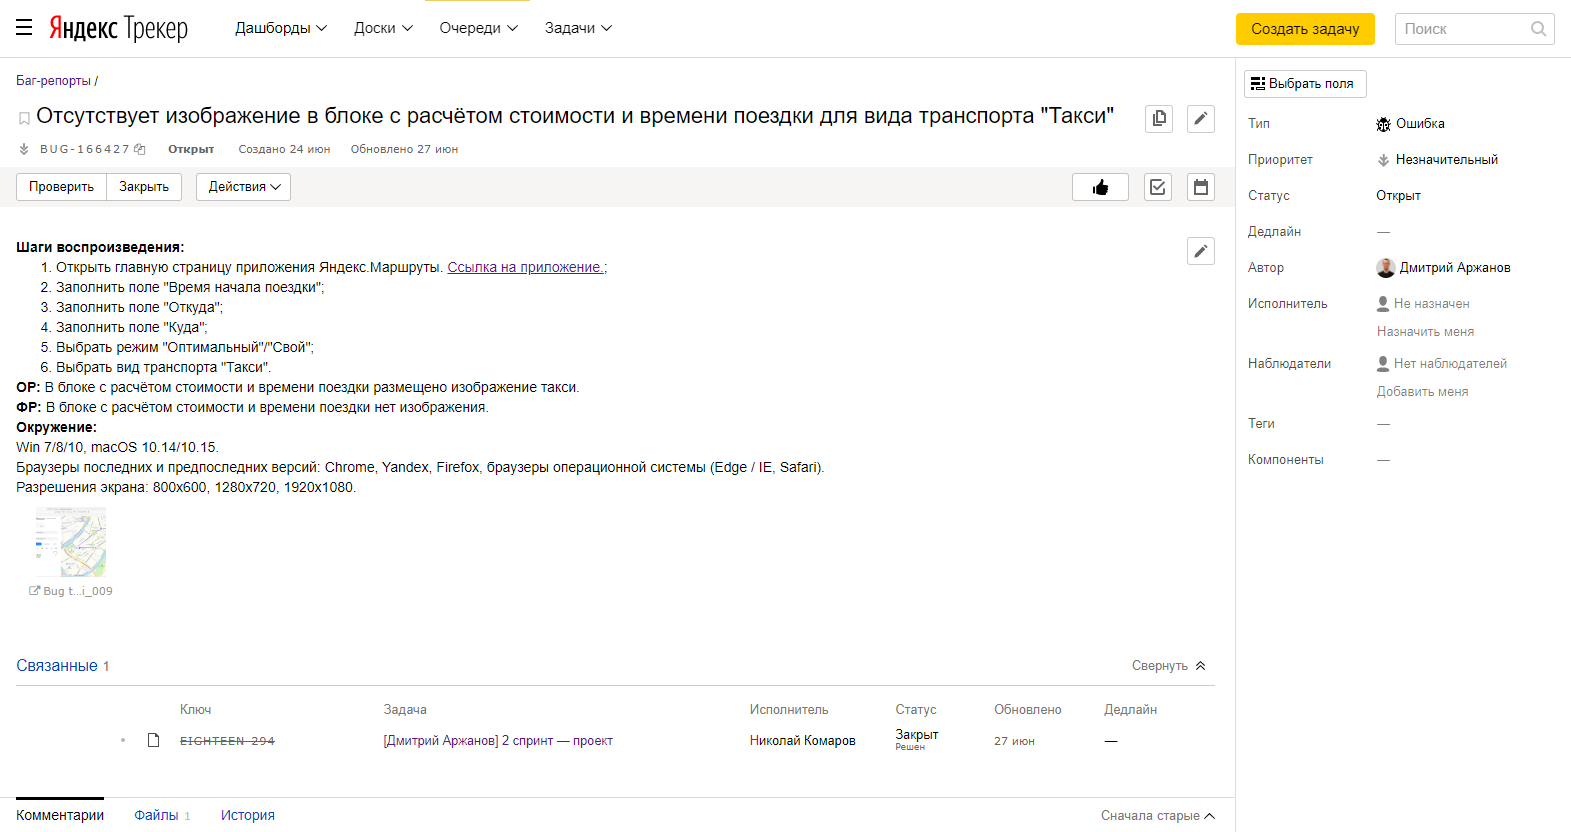 Яндекс Трекер Дашборды Доски Очереди Задачи Создать задачу Поиск
Баг-репорты /
Отсутствует изображение в блоке с расчётом стоимости и времени поездки для вида транспорта "Такси"
BUG-166427 Открыт Создано 24 июн Обновлено 27 июн
Проверить Закрыть Действия
Шаги воспроизведения:
1. Открыть главную страницу приложения Яндекс.Маршруты. Ссылка на приложение.;
2. Заполнить поле "Время начала поездки";
3. Заполнить поле "Откуда";
4. Заполнить поле "Куда";
5. Выбрать режим "Оптимальный"/"Свой";
6. Выбрать вид транспорта "Такси".
ОР: В блоке с расчётом стоимости и времени поездки размещено изображение такси.
ФР: В блоке с расчётом стоимости и времени поездки нет изображения.
Окружение:
Win 7/8/10, macOS 10.14/10.15.
Браузеры последних и предпоследних версий: Chrome, Yandex, Firefox, браузеры операционной системы (Edge / IE, Safari).
Разрешения экрана: 800x600, 1280x720, 1920x1080.
Bug t...i_009
Связанные 1 Свернуть
Ключ Задача Исполнитель Статус Обновлено Дедлайн
EIGHTEEN-294 [Дмитрий Аржанов] 2 спринт — проект Николай Комаров Закрыт 27 июн —
Решен
Комментарии Файлы 1 История Сначала старые
Выбрать поля
Тип Ошибка
Приоритет Незначительный
Статус Открыт
Дедлайн —
Автор Дмитрий Аржанов
Исполнитель Не назначен
Назначить меня
Наблюдатели Нет наблюдателей
Добавить меня
Теги —
Компоненты —